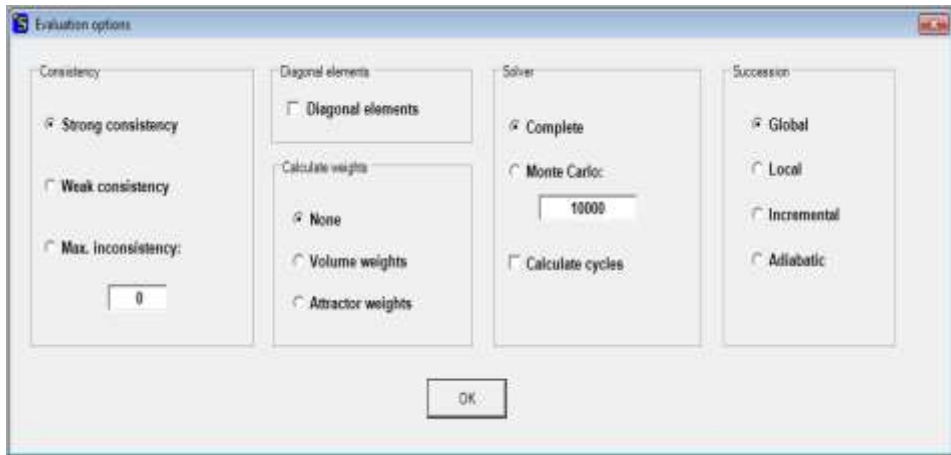 Evaluation options
Consistency
Strong consistency
Weak consistency
Max. inconsistency:
0
Diagonal elements
Diagonal elements
Calculate weights
None
Volume weights
Attractor weights
Solver
Complete
Monte Carlo:
10000
Calculate cycles
Succession
Global
Local
Incremental
Adiabatic
OK